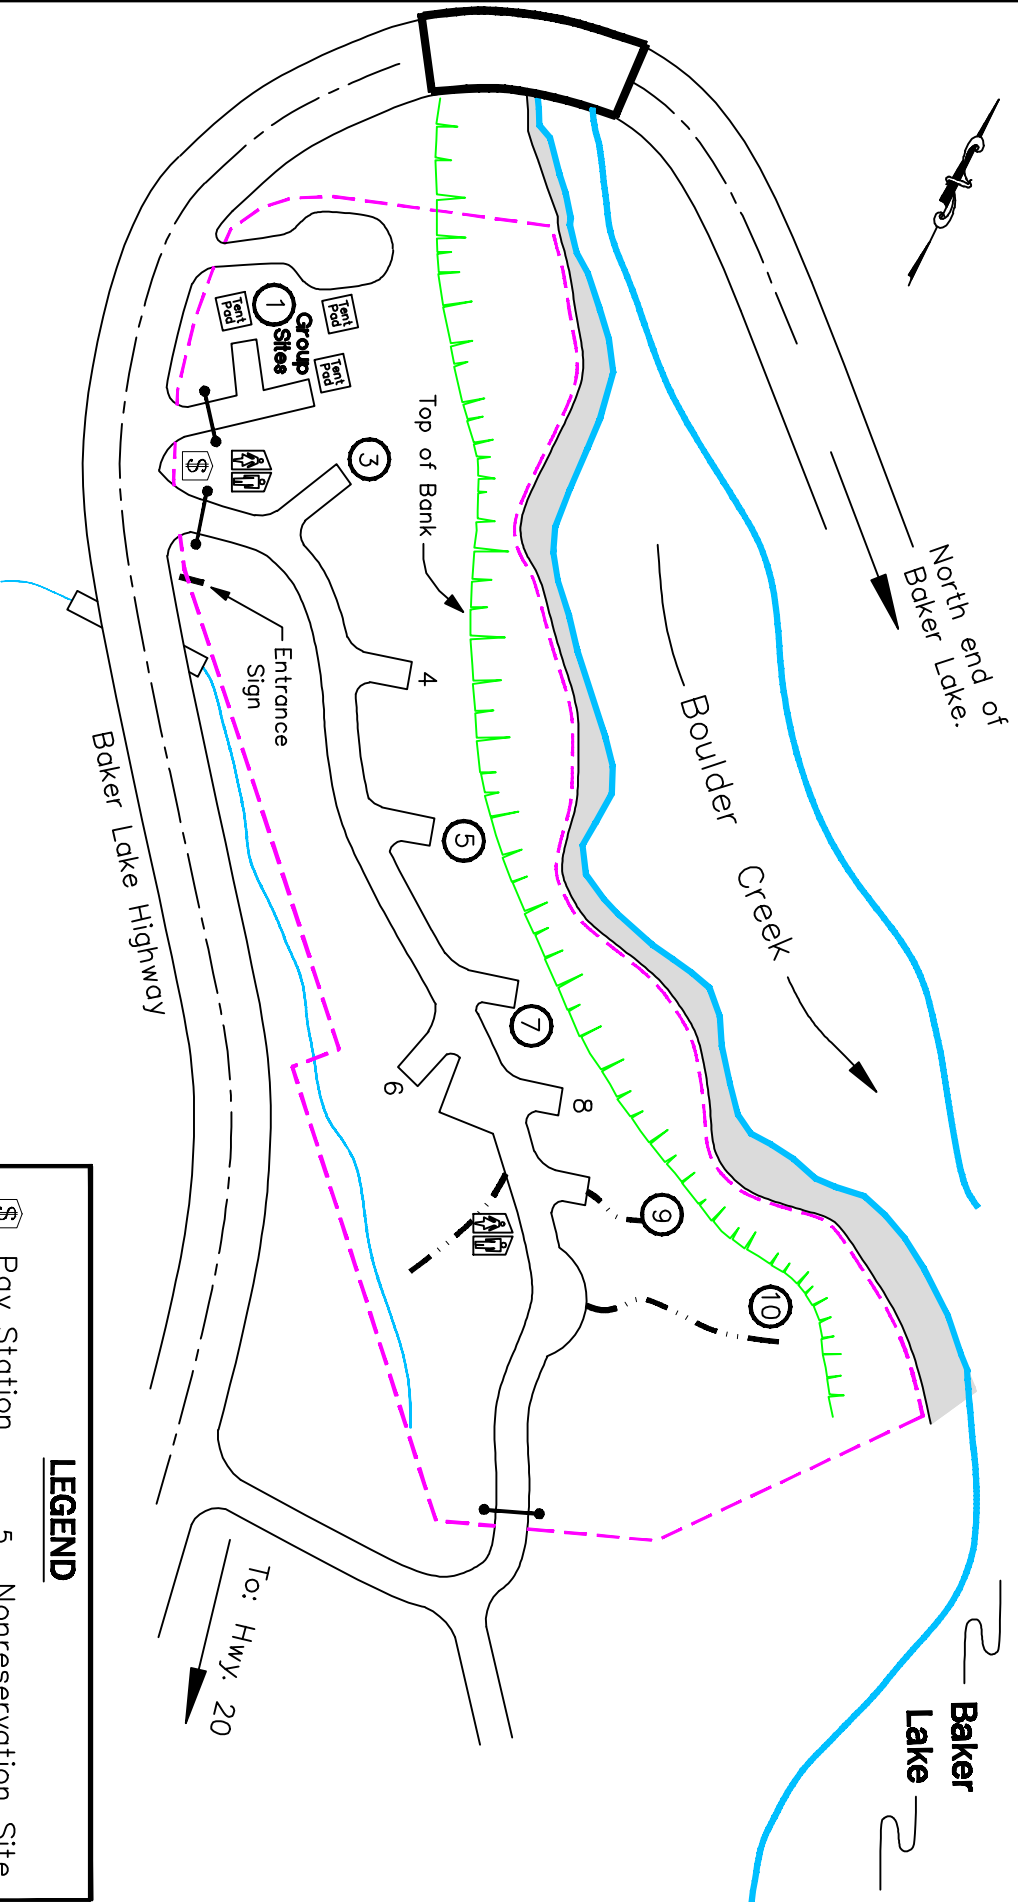 North end of
Baker Lake.
Boulder Creek
Baker
Lake
Top of Bank
Tent
Pad
Tent
Pad
Tent
Pad
1
Group
Sites
3
$
4
5
7
6
8
9
10
Entrance
Sign
Baker Lake Highway
To: Hwy. 20
LEGEND
$ Pay Station
5 Nonreservation Site